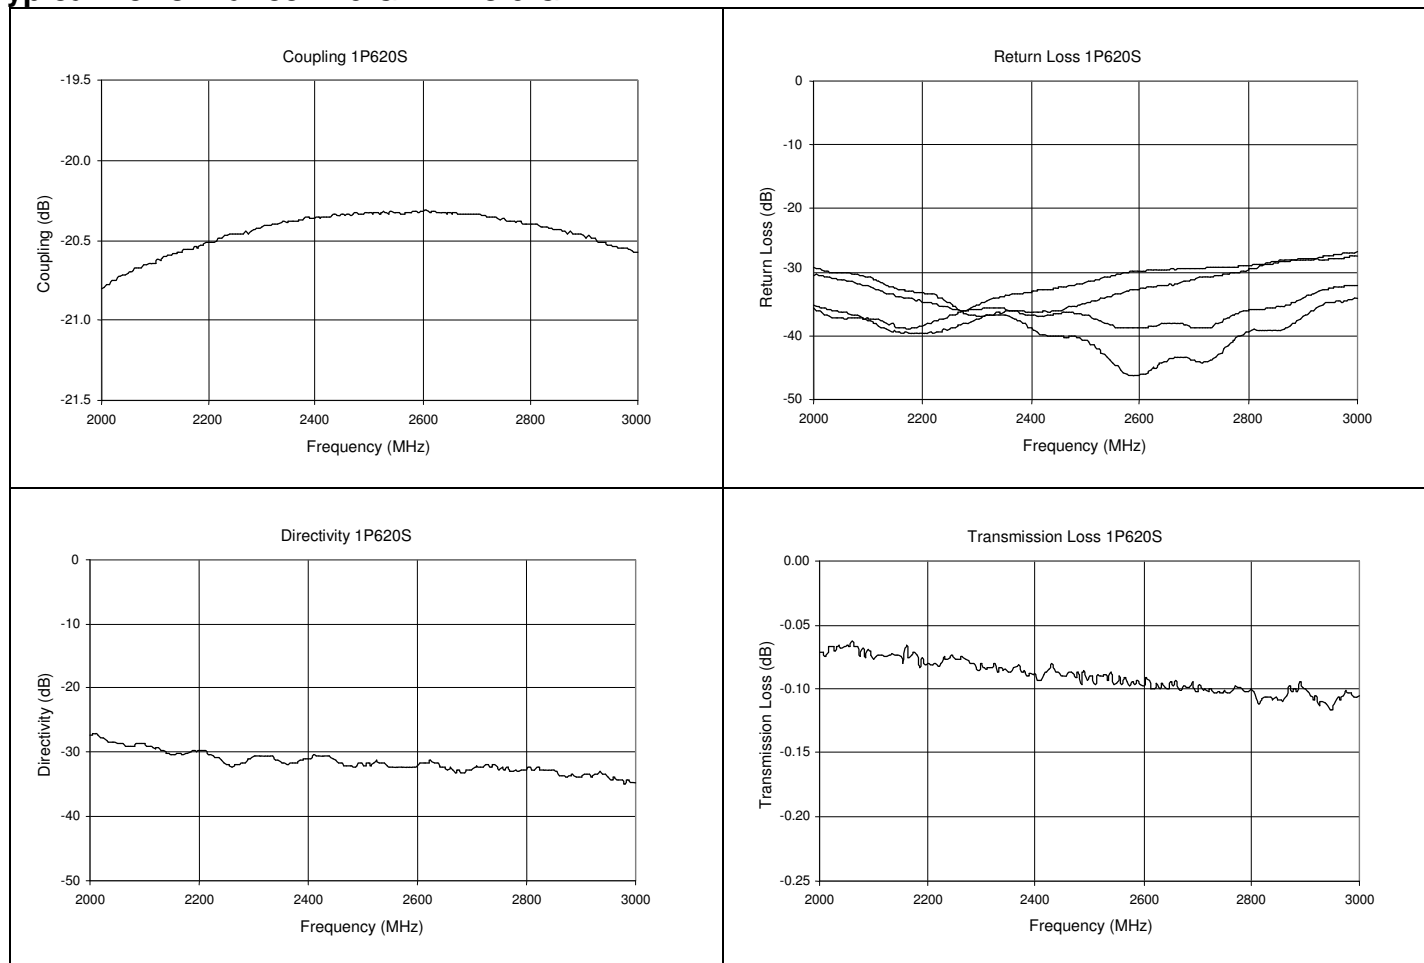 Coupling 1P620S
-19.5
-20.0
-20.5
-21.0
-21.5
Coupling (dB)
2000 2200 2400 2600 2800 3000
Frequency (MHz)
Return Loss 1P620S
0
-10
-20
-30
-40
-50
Return Loss (dB)
2000 2200 2400 2600 2800 3000
Frequency (MHz)
Directivity 1P620S
0
-10
-20
-30
-40
-50
Directivity (dB)
2000 2200 2400 2600 2800 3000
Frequency (MHz)
Transmission Loss 1P620S
0.00
-0.05
-0.10
-0.15
-0.20
-0.25
Transmission Loss (dB)
2000 2200 2400 2600 2800 3000
Frequency (MHz)